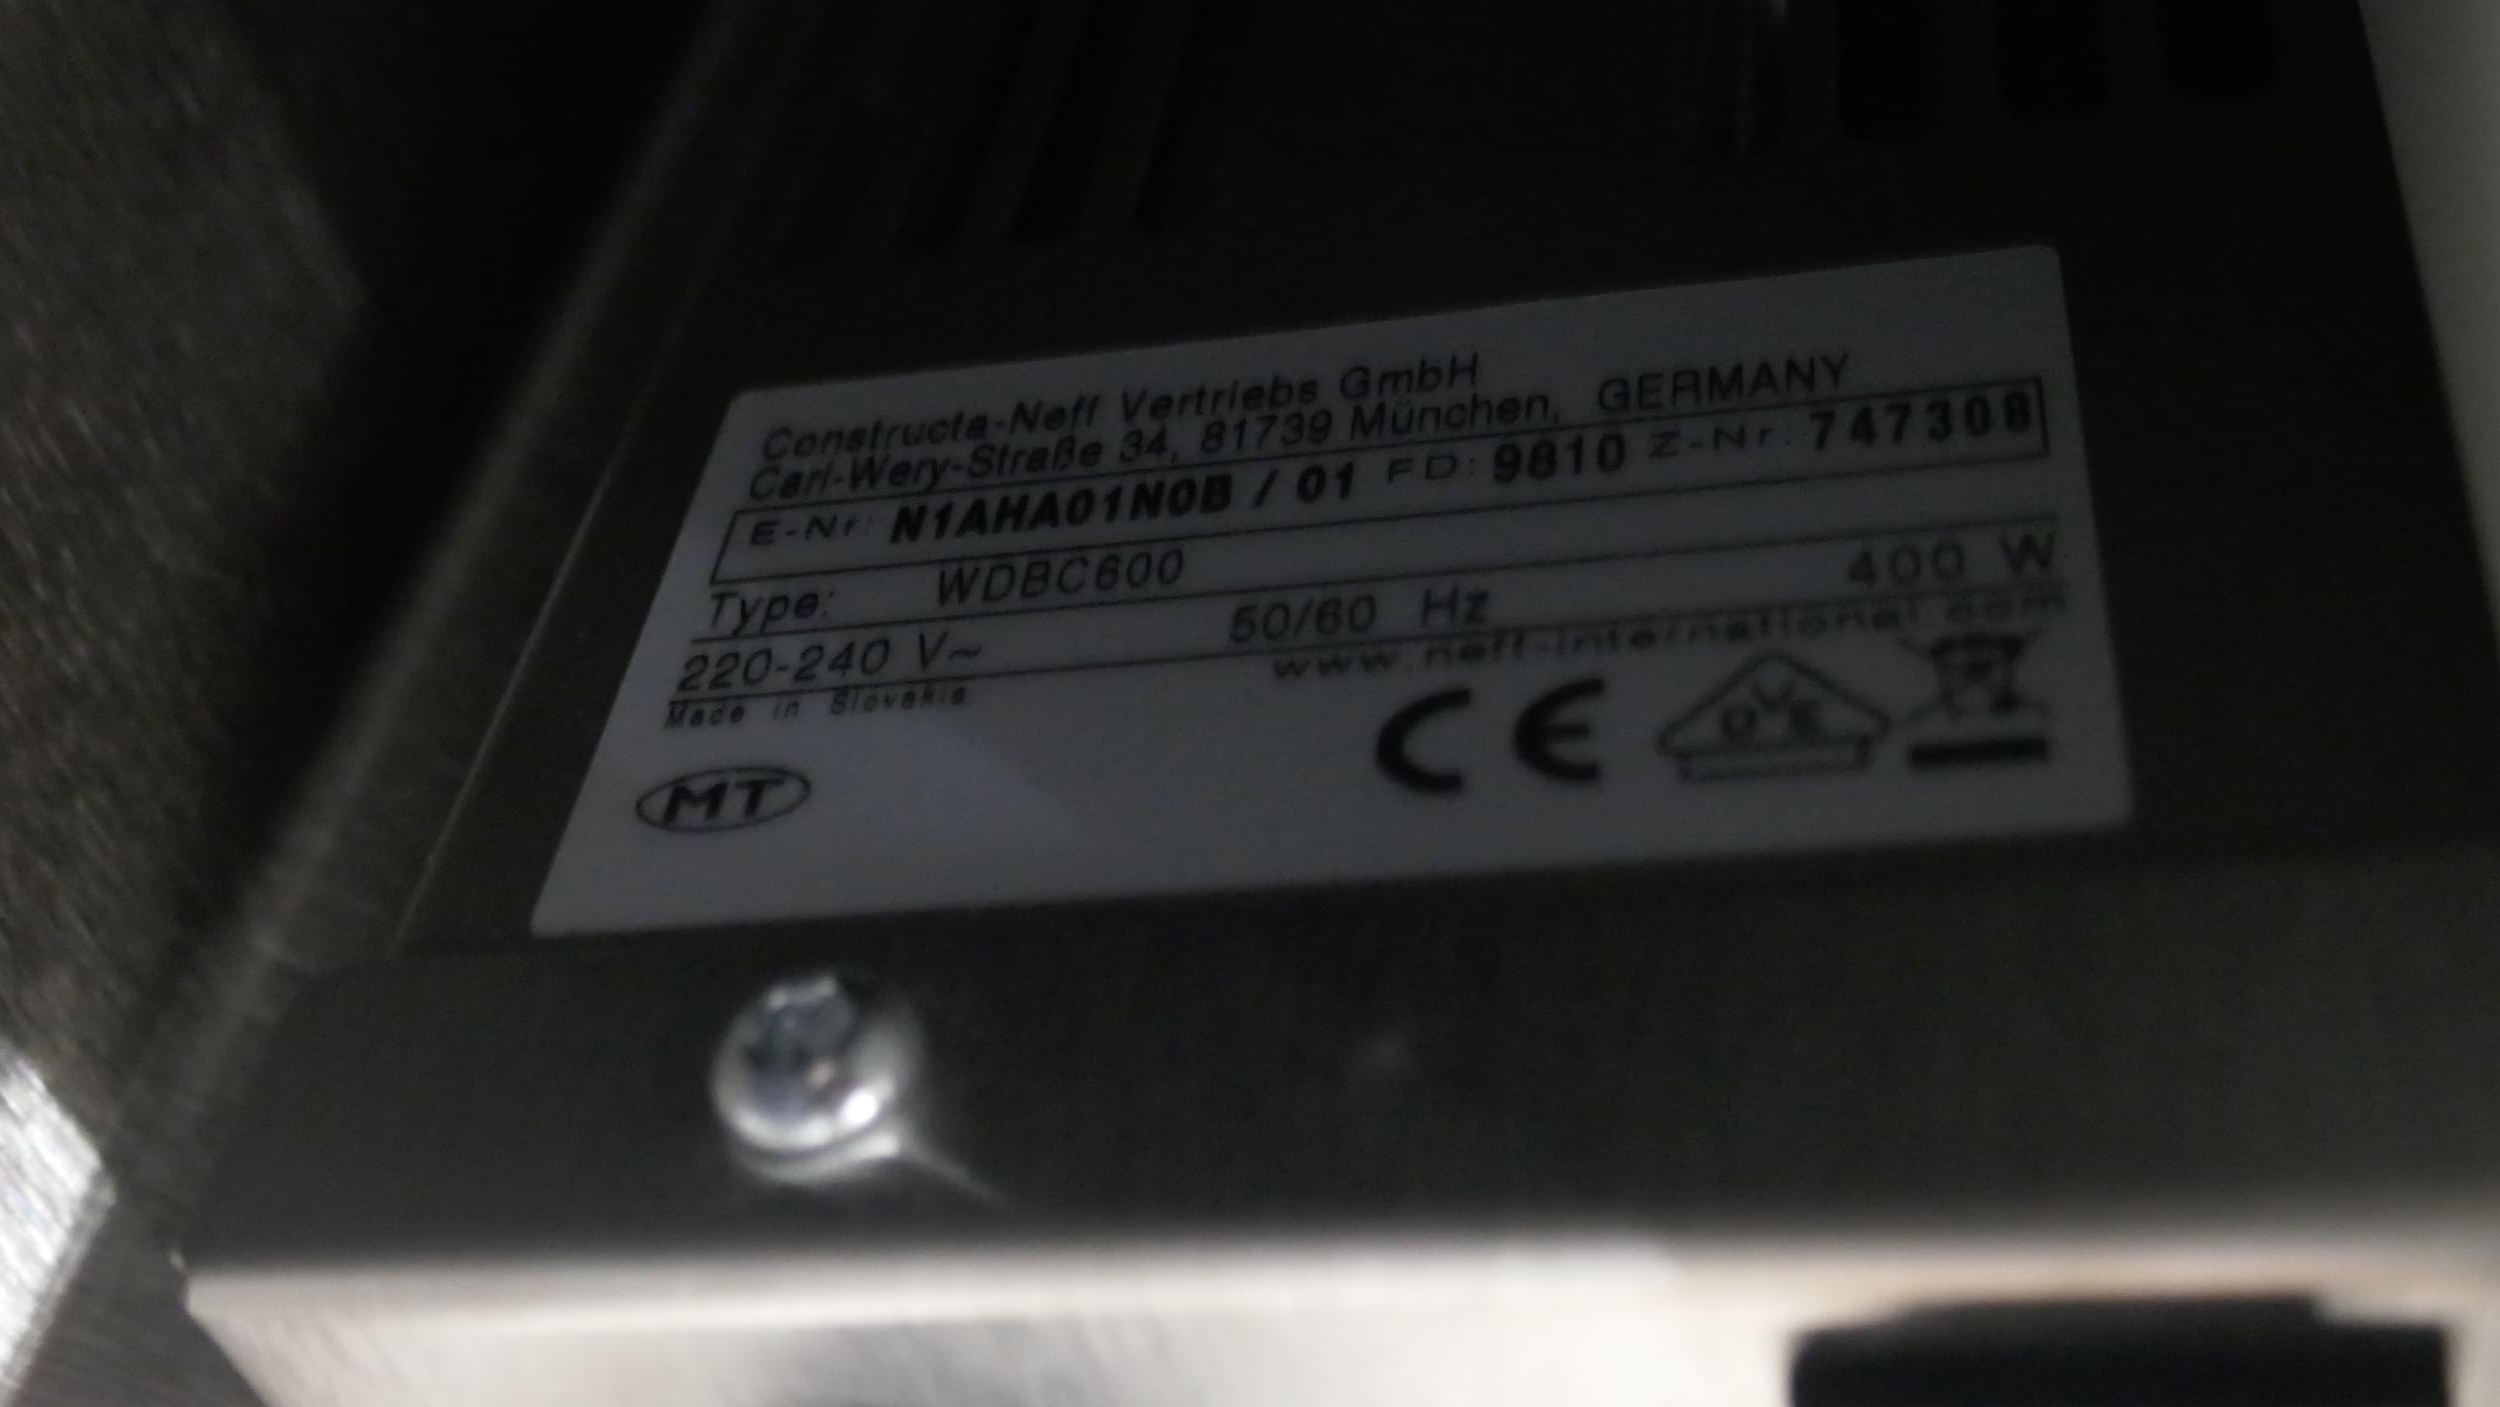 Constructa-Neff Vertriebs GmbH
Carl-Wery-Straße 34, 81739 München, GERMANY
E-Nr: N1AHA01N0B / 01 FD: 9810 Z-Nr: 747308
Type: WDBC600
220-240 V~ 50/60 Hz 400 W
Made in Slovakia www.neff-international.com
MT CE DVE